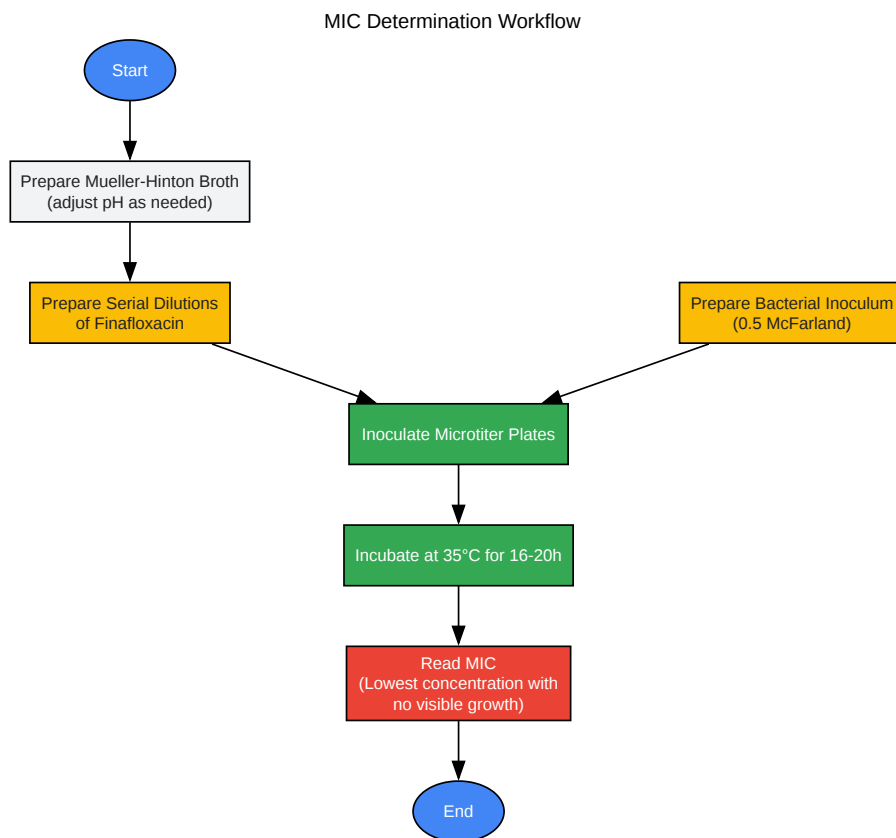 MIC Determination Workflow
Start
Prepare Mueller-Hinton Broth
(adjust pH as needed)
Prepare Serial Dilutions
of Finafloxacin
Prepare Bacterial Inoculum
(0.5 McFarland)
Inoculate Microtiter Plates
Incubate at 35°C for 16-20h
Read MIC
(Lowest concentration with
no visible growth)
End